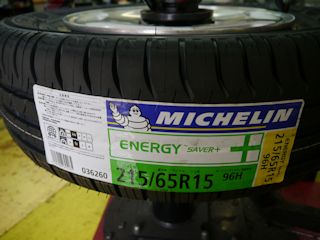 MICHELIN
ENERGY SAVER+
215/65R15 96H
036260
215/65R15
96H